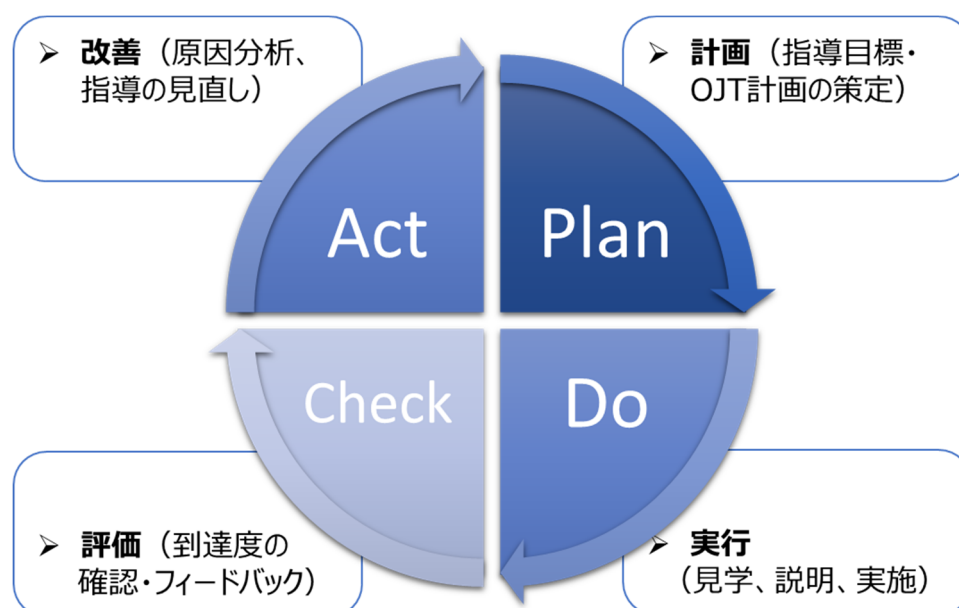 ➢ 改善（原因分析、
指導の見直し）
➢ 計画（指導目標・
OJT計画の策定）
Act
Plan
Check
Do
➢ 評価（到達度の
確認・フィードバック）
➢ 実行
（見学、説明、実施）